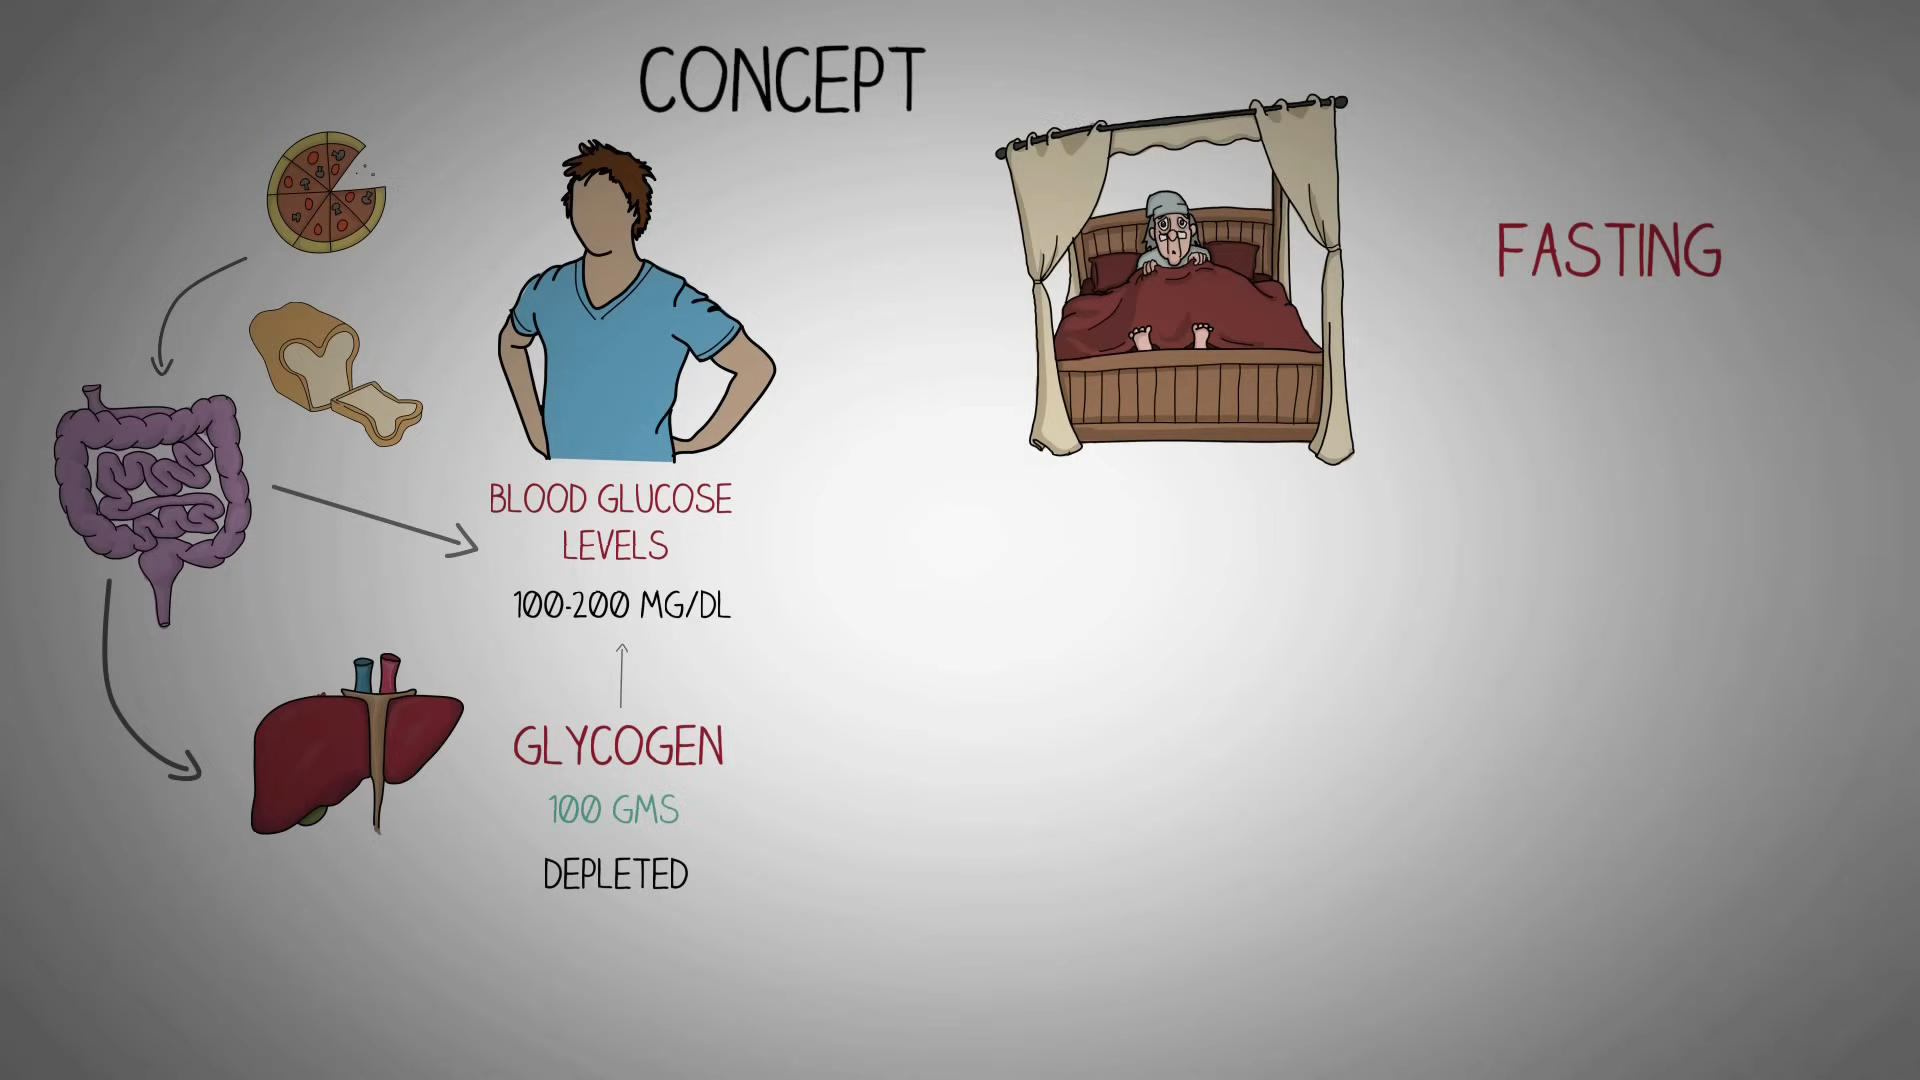 CONCEPT
FASTING
BLOOD GLUCOSE
LEVELS
100-200 MG/DL
GLYCOGEN
100 GMS
DEPLETED